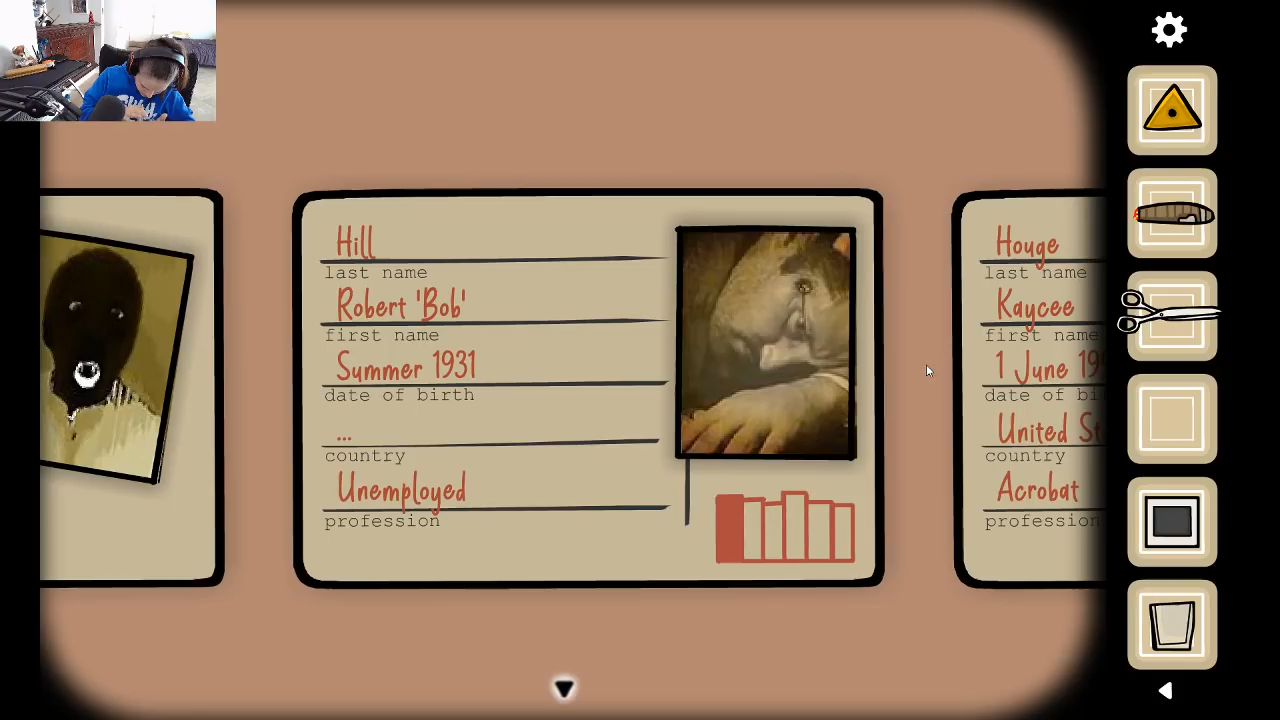 Hill
last name
Robert 'Bob'
first name
Summer 1931
date of birth
...
country
Unemployed
profession
Houge
last name
Kaycee
first name
1 June 19
date of bi
United St
country
Acrobat
profession